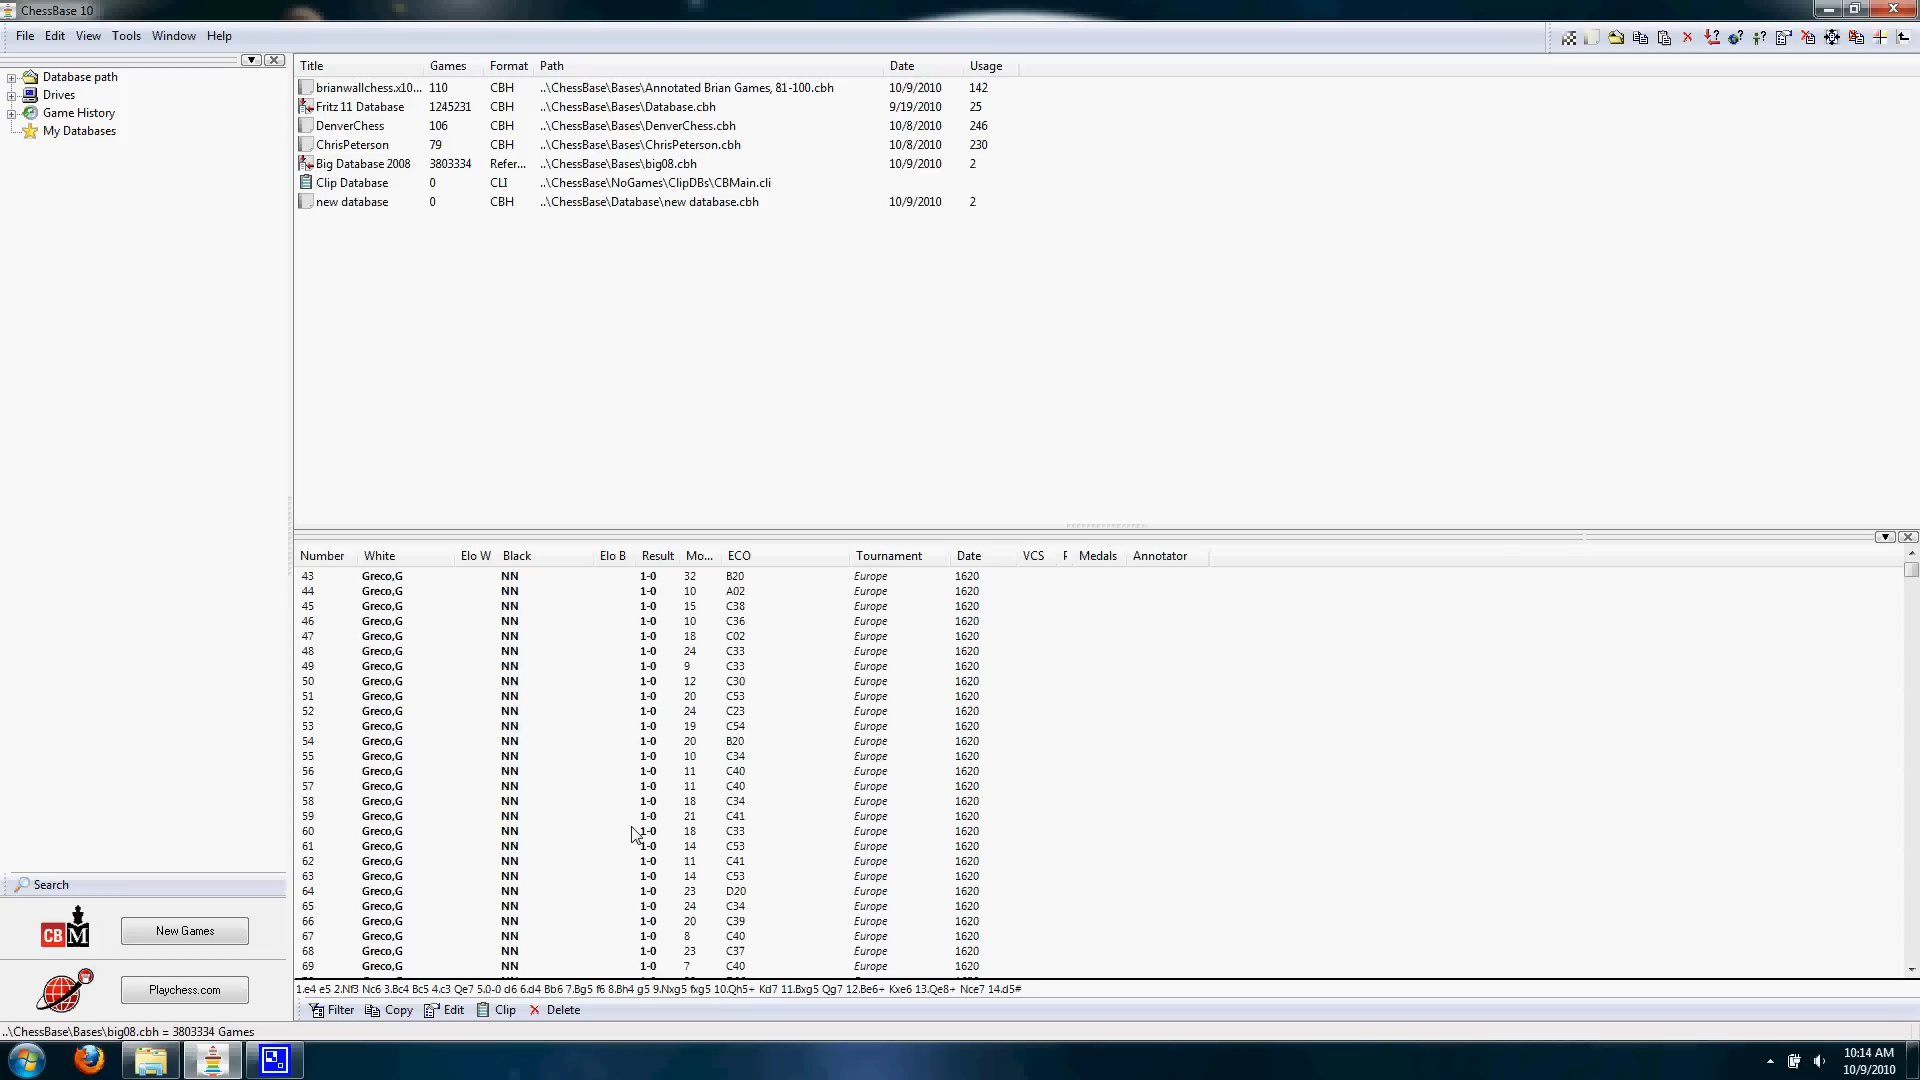 ChessBase 10
File Edit View Tools Window Help
Database path
Drives
Game History
My Databases
Title Games Format Path Date Usage
brianwallchess.x10... 110 CBH ..\ChessBase\Bases\Annotated Brian Games, 81-100.cbh 10/9/2010 142
Fritz 11 Database 1245231 CBH ..\ChessBase\Bases\Database.cbh 9/19/2010 25
DenverChess 106 CBH ..\ChessBase\Bases\DenverChess.cbh 10/8/2010 246
ChrisPeterson 79 CBH ..\ChessBase\Bases\ChrisPeterson.cbh 10/8/2010 230
Big Database 2008 3803334 Refer... ..\ChessBase\Bases\big08.cbh 10/9/2010 2
Clip Database 0 CLI ..\ChessBase\NoGames\ClipDBs\CBMain.cli
new database 0 CBH ..\ChessBase\Database\new database.cbh 10/9/2010 2
Number White Elo W Black Elo B Result Mo... ECO Tournament Date VCS F Medals Annotator
43 Greco,G NN 1-0 32 B20 Europe 1620
44 Greco,G NN 1-0 10 A02 Europe 1620
45 Greco,G NN 1-0 15 C38 Europe 1620
46 Greco,G NN 1-0 10 C36 Europe 1620
47 Greco,G NN 1-0 18 C02 Europe 1620
48 Greco,G NN 1-0 24 C33 Europe 1620
49 Greco,G NN 1-0 9 C33 Europe 1620
50 Greco,G NN 1-0 12 C30 Europe 1620
51 Greco,G NN 1-0 20 C53 Europe 1620
52 Greco,G NN 1-0 24 C23 Europe 1620
53 Greco,G NN 1-0 19 C54 Europe 1620
54 Greco,G NN 1-0 20 B20 Europe 1620
55 Greco,G NN 1-0 10 C34 Europe 1620
56 Greco,G NN 1-0 11 C40 Europe 1620
57 Greco,G NN 1-0 11 C40 Europe 1620
58 Greco,G NN 1-0 18 C34 Europe 1620
59 Greco,G NN 1-0 21 C41 Europe 1620
60 Greco,G NN 1-0 18 C33 Europe 1620
61 Greco,G NN 1-0 14 C53 Europe 1620
62 Greco,G NN 1-0 11 C41 Europe 1620
63 Greco,G NN 1-0 14 C53 Europe 1620
64 Greco,G NN 1-0 23 D20 Europe 1620
65 Greco,G NN 1-0 24 C34 Europe 1620
66 Greco,G NN 1-0 20 C39 Europe 1620
67 Greco,G NN 1-0 8 C40 Europe 1620
68 Greco,G NN 1-0 23 C37 Europe 1620
69 Greco,G NN 1-0 7 C40 Europe 1620
1.e4 e5 2.Nf3 Nc6 3.Bc4 Bc5 4.c3 Qe7 5.0-0 d6 6.d4 Bb6 7.Bg5 f6 8.Bh4 g5 9.Nxg5 fxg5 10.Qh5+ Kd7 11.Bxg5 Qg7 12.Be6+ Kxe6 13.Qe8+ Nce7 14.d5#
Filter Copy Edit Clip Delete
Search
CBM
New Games
Playchess.com
..\ChessBase\Bases\big08.cbh = 3803334 Games
10:14 AM
10/9/2010